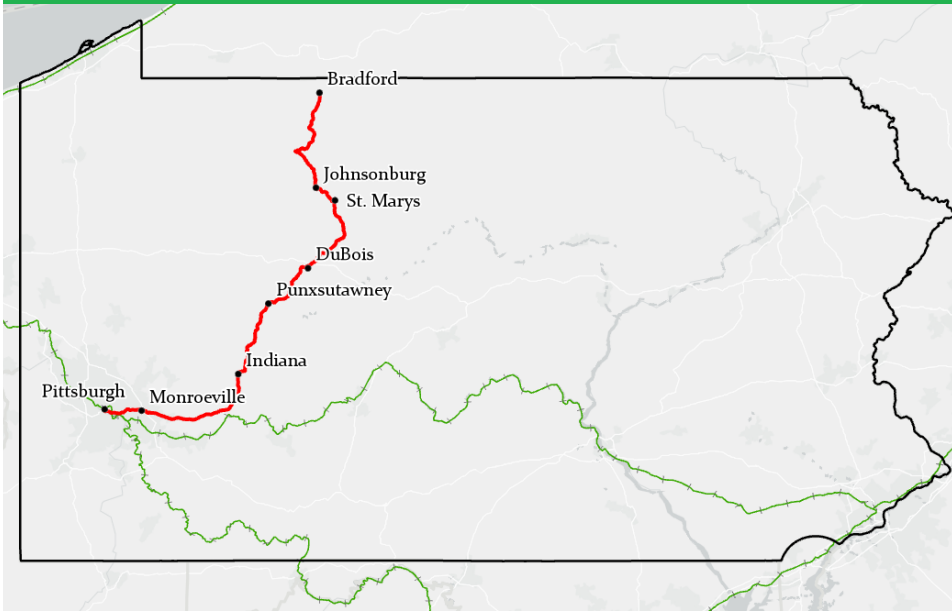 Bradford
Johnsonburg
St. Marys
DuBois
Punxsutawney
Indiana
Pittsburgh
Monroeville